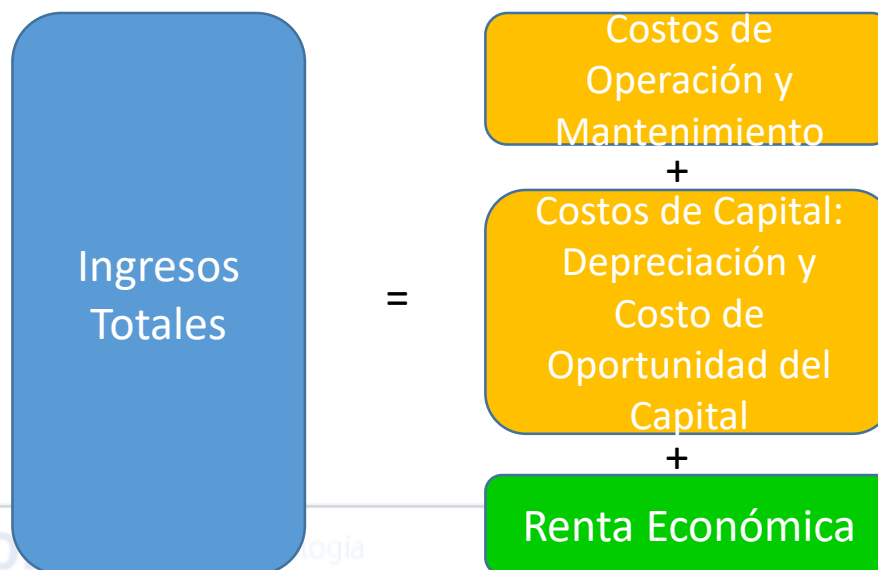 Ingresos
Totales
=
Costos de
Operación y
Mantenimiento
+
Costos de Capital:
Depreciación y
Costo de
Oportunidad del
Capital
+
Renta Económica